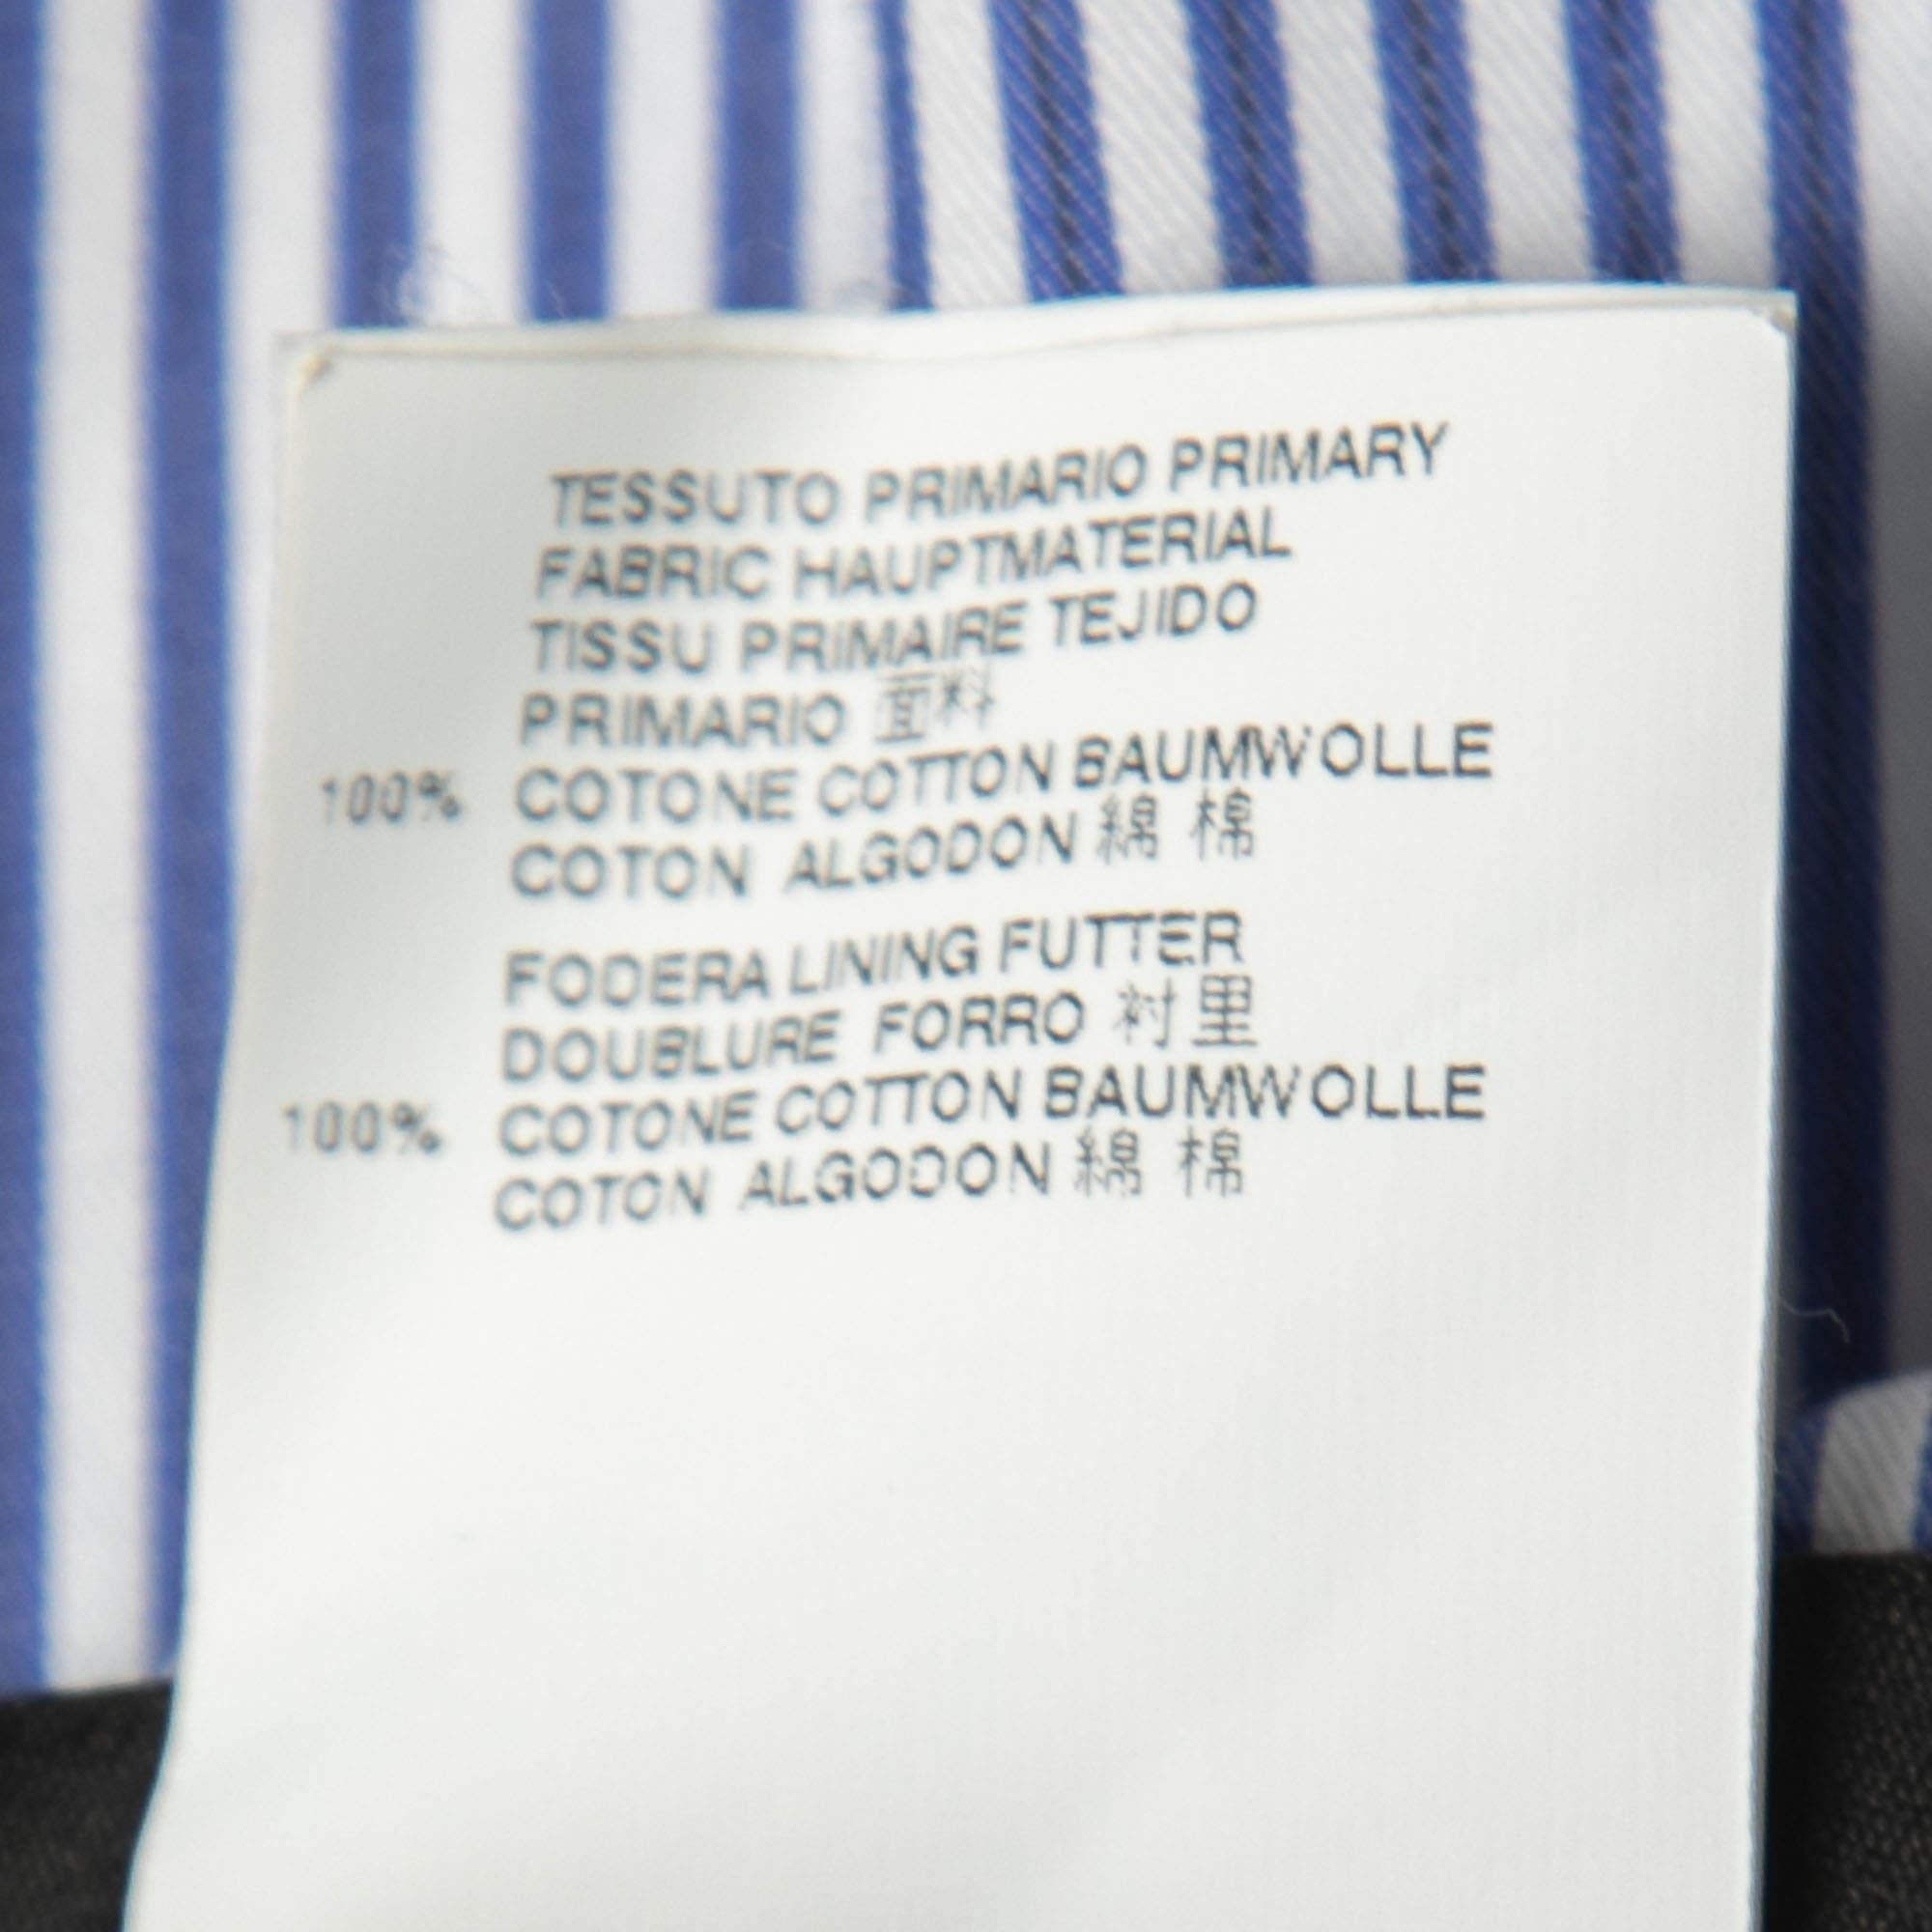 TESSUTO PRIMARIO PRIMARY
FABRIC HAUPTMATERIAL
TISSU PRIMAIRE TEJIDO
PRIMARIO 面料
100% COTONE COTTON BAUMWOLLE
COTON ALGODON 綿 棉
FODERA LINING FUTTER
DOUBLURE FORRO 衬里
100% COTONE COTTON BAUMWOLLE
COTON ALGODON 綿 棉